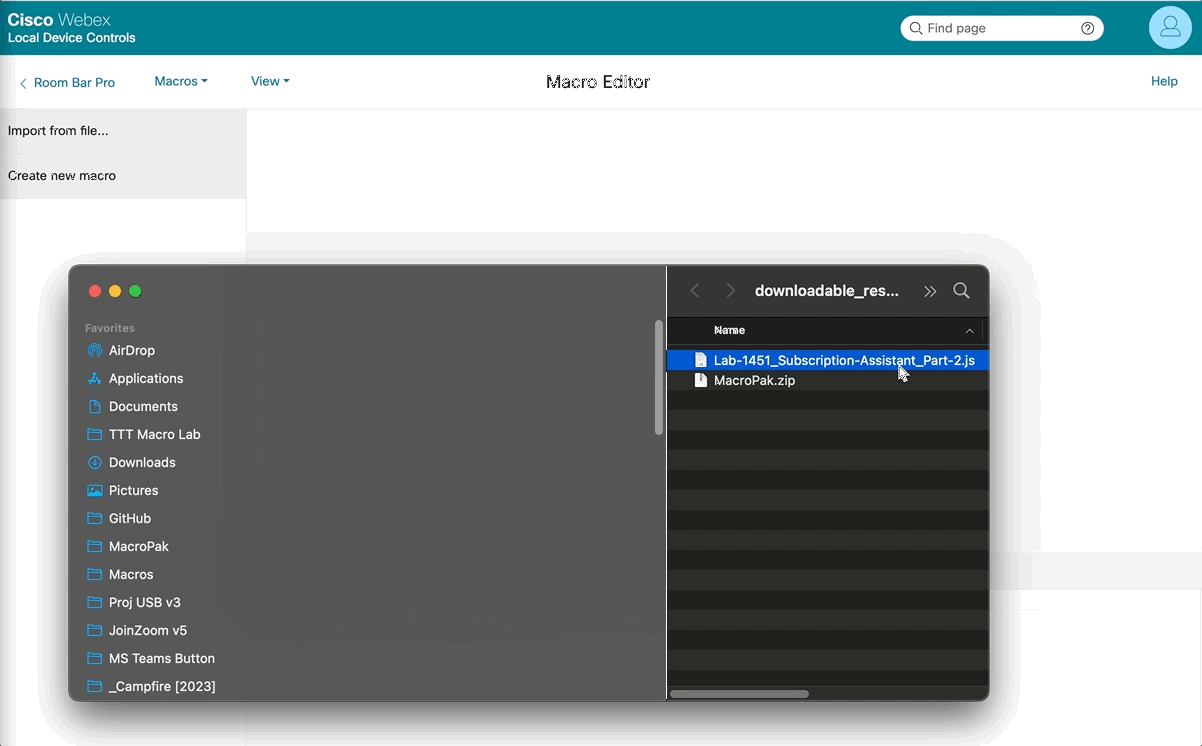 Cisco Webex
Local Device Controls
Find page
Room Bar Pro
Macros
View
Macro Editor
Help
Import from file...
Create new macro
Favorites
AirDrop
Applications
Documents
TTT Macro Lab
Downloads
Pictures
GitHub
MacroPak
Macros
Proj USB v3
JoinZoom v5
MS Teams Button
_Campfire [2023]
downloadable_res...
Name
Lab-1451_Subscription-Assistant_Part-2.js
MacroPak.zip